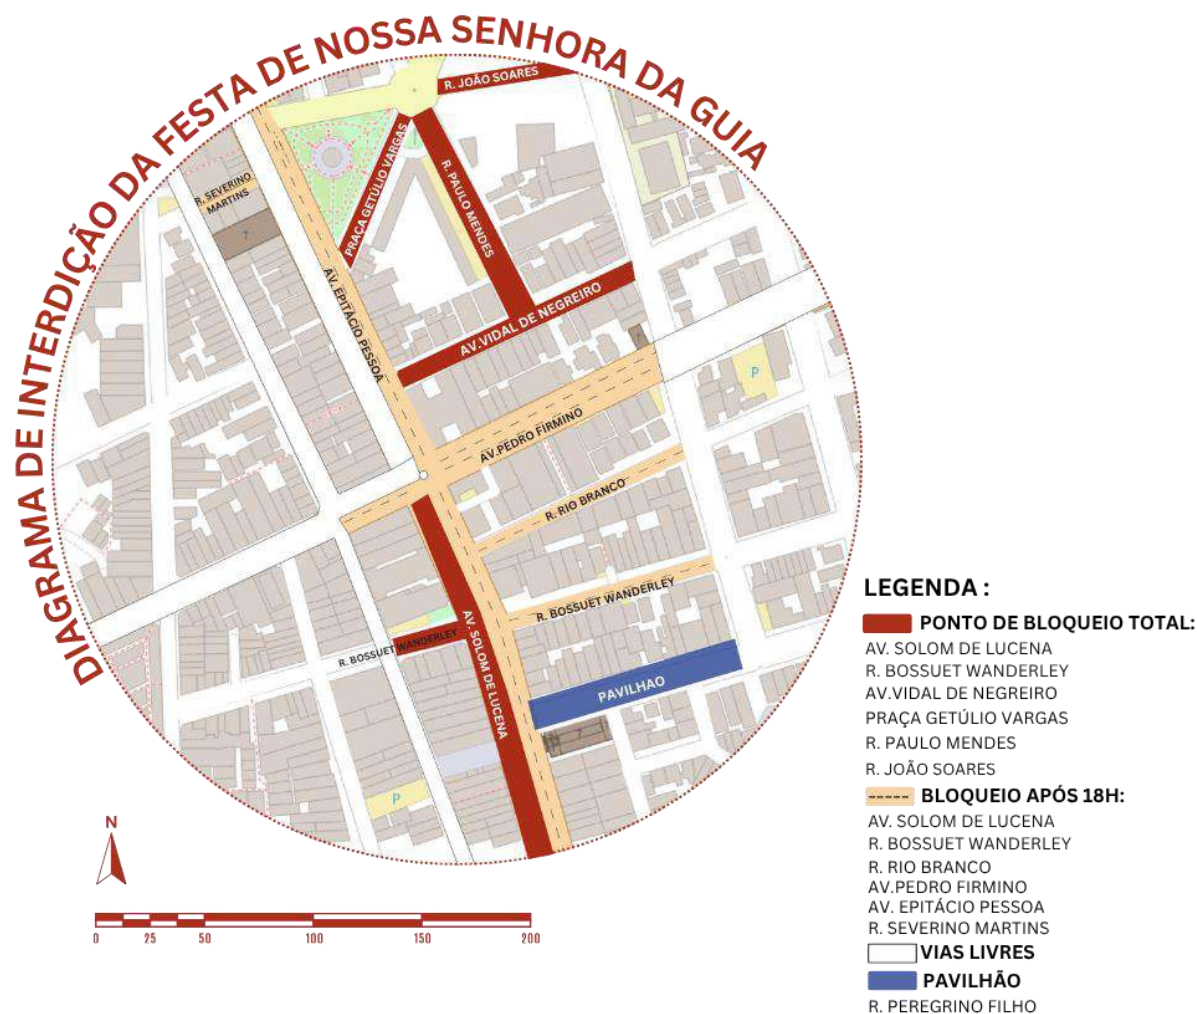 DIAGRAMA DE INTERDIÇÃO DA FESTA DE NOSSA SENHORA DA GUIA
R. JOÃO SOARES
PRAÇA GETÚLIO VARGAS
R. PAULO MENDES
R. SEVERINO
MARTINS
?
AV. EPITÁCIO PESSOA
AV.VIDAL DE NEGREIRO
P
AV.PEDRO FIRMINO
R. RIO BRANCO
R. BOSSUET WANDERLEY
R. BOSSUET WANDERLEY
AV. SOLOM DE LUCENA
PAVILHAO
P
N
0 25 50 100 150 200
LEGENDA :
PONTO DE BLOQUEIO TOTAL:
AV. SOLOM DE LUCENA
R. BOSSUET WANDERLEY
AV.VIDAL DE NEGREIRO
PRAÇA GETÚLIO VARGAS
R. PAULO MENDES
R. JOÃO SOARES
BLOQUEIO APÓS 18H:
AV. SOLOM DE LUCENA
R. BOSSUET WANDERLEY
R. RIO BRANCO
AV.PEDRO FIRMINO
AV. EPITÁCIO PESSOA
R. SEVERINO MARTINS
VIAS LIVRES
PAVILHÃO
R. PEREGRINO FILHO